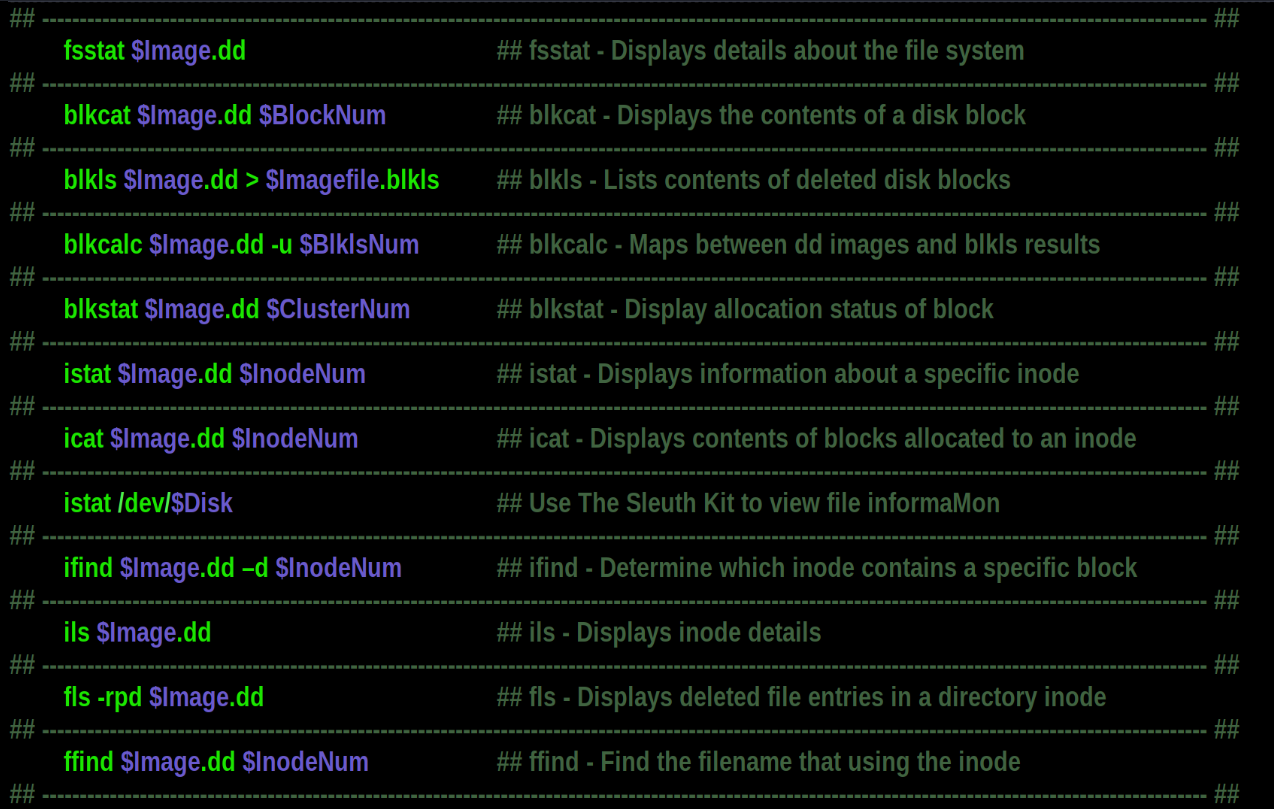 ## ---------------------------------------------------------------------------------------------------------------------------------------------------------------- ##
fsstat $Image.dd ## fsstat - Displays details about the file system
## ---------------------------------------------------------------------------------------------------------------------------------------------------------------- ##
blkcat $Image.dd $BlockNum ## blkcat - Displays the contents of a disk block
## ---------------------------------------------------------------------------------------------------------------------------------------------------------------- ##
blkls $Image.dd > $Imagefile.blkls ## blkls - Lists contents of deleted disk blocks
## ---------------------------------------------------------------------------------------------------------------------------------------------------------------- ##
blkcalc $Image.dd -u $BlklsNum ## blkcalc - Maps between dd images and blkls results
## ---------------------------------------------------------------------------------------------------------------------------------------------------------------- ##
blkstat $Image.dd $ClusterNum ## blkstat - Display allocation status of block
## ---------------------------------------------------------------------------------------------------------------------------------------------------------------- ##
istat $Image.dd $InodeNum ## istat - Displays information about a specific inode
## ---------------------------------------------------------------------------------------------------------------------------------------------------------------- ##
icat $Image.dd $InodeNum ## icat - Displays contents of blocks allocated to an inode
## ---------------------------------------------------------------------------------------------------------------------------------------------------------------- ##
istat /dev/$Disk ## Use The Sleuth Kit to view file informaMon
## ---------------------------------------------------------------------------------------------------------------------------------------------------------------- ##
ifind $Image.dd –d $InodeNum ## ifind - Determine which inode contains a specific block
## ---------------------------------------------------------------------------------------------------------------------------------------------------------------- ##
ils $Image.dd ## ils - Displays inode details
## ---------------------------------------------------------------------------------------------------------------------------------------------------------------- ##
fls -rpd $Image.dd ## fls - Displays deleted file entries in a directory inode
## ---------------------------------------------------------------------------------------------------------------------------------------------------------------- ##
ffind $Image.dd $InodeNum ## ffind - Find the filename that using the inode
## ---------------------------------------------------------------------------------------------------------------------------------------------------------------- ##